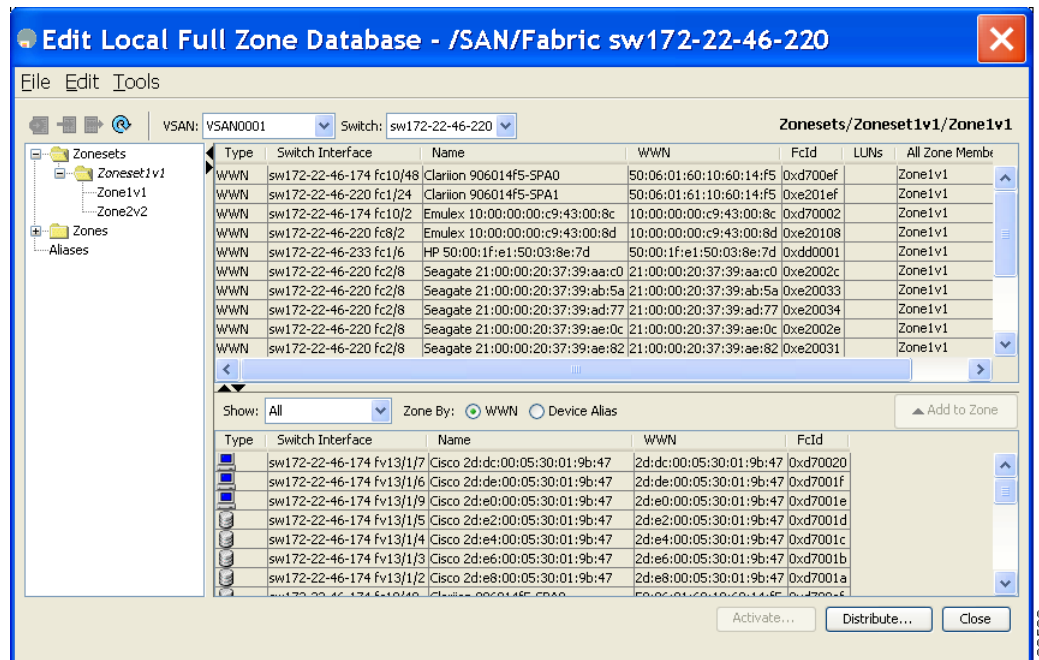 Edit Local Full Zone Database - /SAN/Fabric sw172-22-46-220
File Edit Tools
VSAN: VSAN0001 Switch: sw172-22-46-220 Zonesets/Zoneset1v1/Zone1v1
Zonesets
Zoneset1v1
Zone1v1
Zone2v2
Zones
Aliases
Type Switch Interface Name WWN FcId LUNs All Zone Membe
WWN sw172-22-46-174 fc10/48 Clariion 906014f5-SPA0 50:06:01:60:10:60:14:f5 0xd700ef Zone1v1
WWN sw172-22-46-220 fc1/24 Clariion 906014f5-SPA1 50:06:01:61:10:60:14:f5 0xe201ef Zone1v1
WWN sw172-22-46-174 fc10/2 Emulex 10:00:00:00:c9:43:00:8c 10:00:00:00:c9:43:00:8c 0xd70002 Zone1v1
WWN sw172-22-46-220 fc8/2 Emulex 10:00:00:00:c9:43:00:8d 10:00:00:00:c9:43:00:8d 0xe20108 Zone1v1
WWN sw172-22-46-233 fc1/6 HP 50:00:1f:e1:50:03:8e:7d 50:00:1f:e1:50:03:8e:7d 0xdd0001 Zone1v1
WWN sw172-22-46-220 fc2/8 Seagate 21:00:00:20:37:39:aa:c0 21:00:00:20:37:39:aa:c0 0xe2002c Zone1v1
WWN sw172-22-46-220 fc2/8 Seagate 21:00:00:20:37:39:ab:5a 21:00:00:20:37:39:ab:5a 0xe20033 Zone1v1
WWN sw172-22-46-220 fc2/8 Seagate 21:00:00:20:37:39:ad:77 21:00:00:20:37:39:ad:77 0xe20034 Zone1v1
WWN sw172-22-46-220 fc2/8 Seagate 21:00:00:20:37:39:ae:0c 21:00:00:20:37:39:ae:0c 0xe2002e Zone1v1
WWN sw172-22-46-220 fc2/8 Seagate 21:00:00:20:37:39:ae:82 21:00:00:20:37:39:ae:82 0xe20031 Zone1v1
Show: All Zone By: WWN Device Alias Add to Zone
Type Switch Interface Name WWN FcId
sw172-22-46-174 fv13/1/7 Cisco 2d:dc:00:05:30:01:9b:47 2d:dc:00:05:30:01:9b:47 0xd70020
sw172-22-46-174 fv13/1/6 Cisco 2d:de:00:05:30:01:9b:47 2d:de:00:05:30:01:9b:47 0xd7001f
sw172-22-46-174 fv13/1/9 Cisco 2d:e0:00:05:30:01:9b:47 2d:e0:00:05:30:01:9b:47 0xd7001e
sw172-22-46-174 fv13/1/5 Cisco 2d:e2:00:05:30:01:9b:47 2d:e2:00:05:30:01:9b:47 0xd7001d
sw172-22-46-174 fv13/1/4 Cisco 2d:e4:00:05:30:01:9b:47 2d:e4:00:05:30:01:9b:47 0xd7001c
sw172-22-46-174 fv13/1/3 Cisco 2d:e6:00:05:30:01:9b:47 2d:e6:00:05:30:01:9b:47 0xd7001b
sw172-22-46-174 fv13/1/2 Cisco 2d:e8:00:05:30:01:9b:47 2d:e8:00:05:30:01:9b:47 0xd7001a
Activate... Distribute... Close